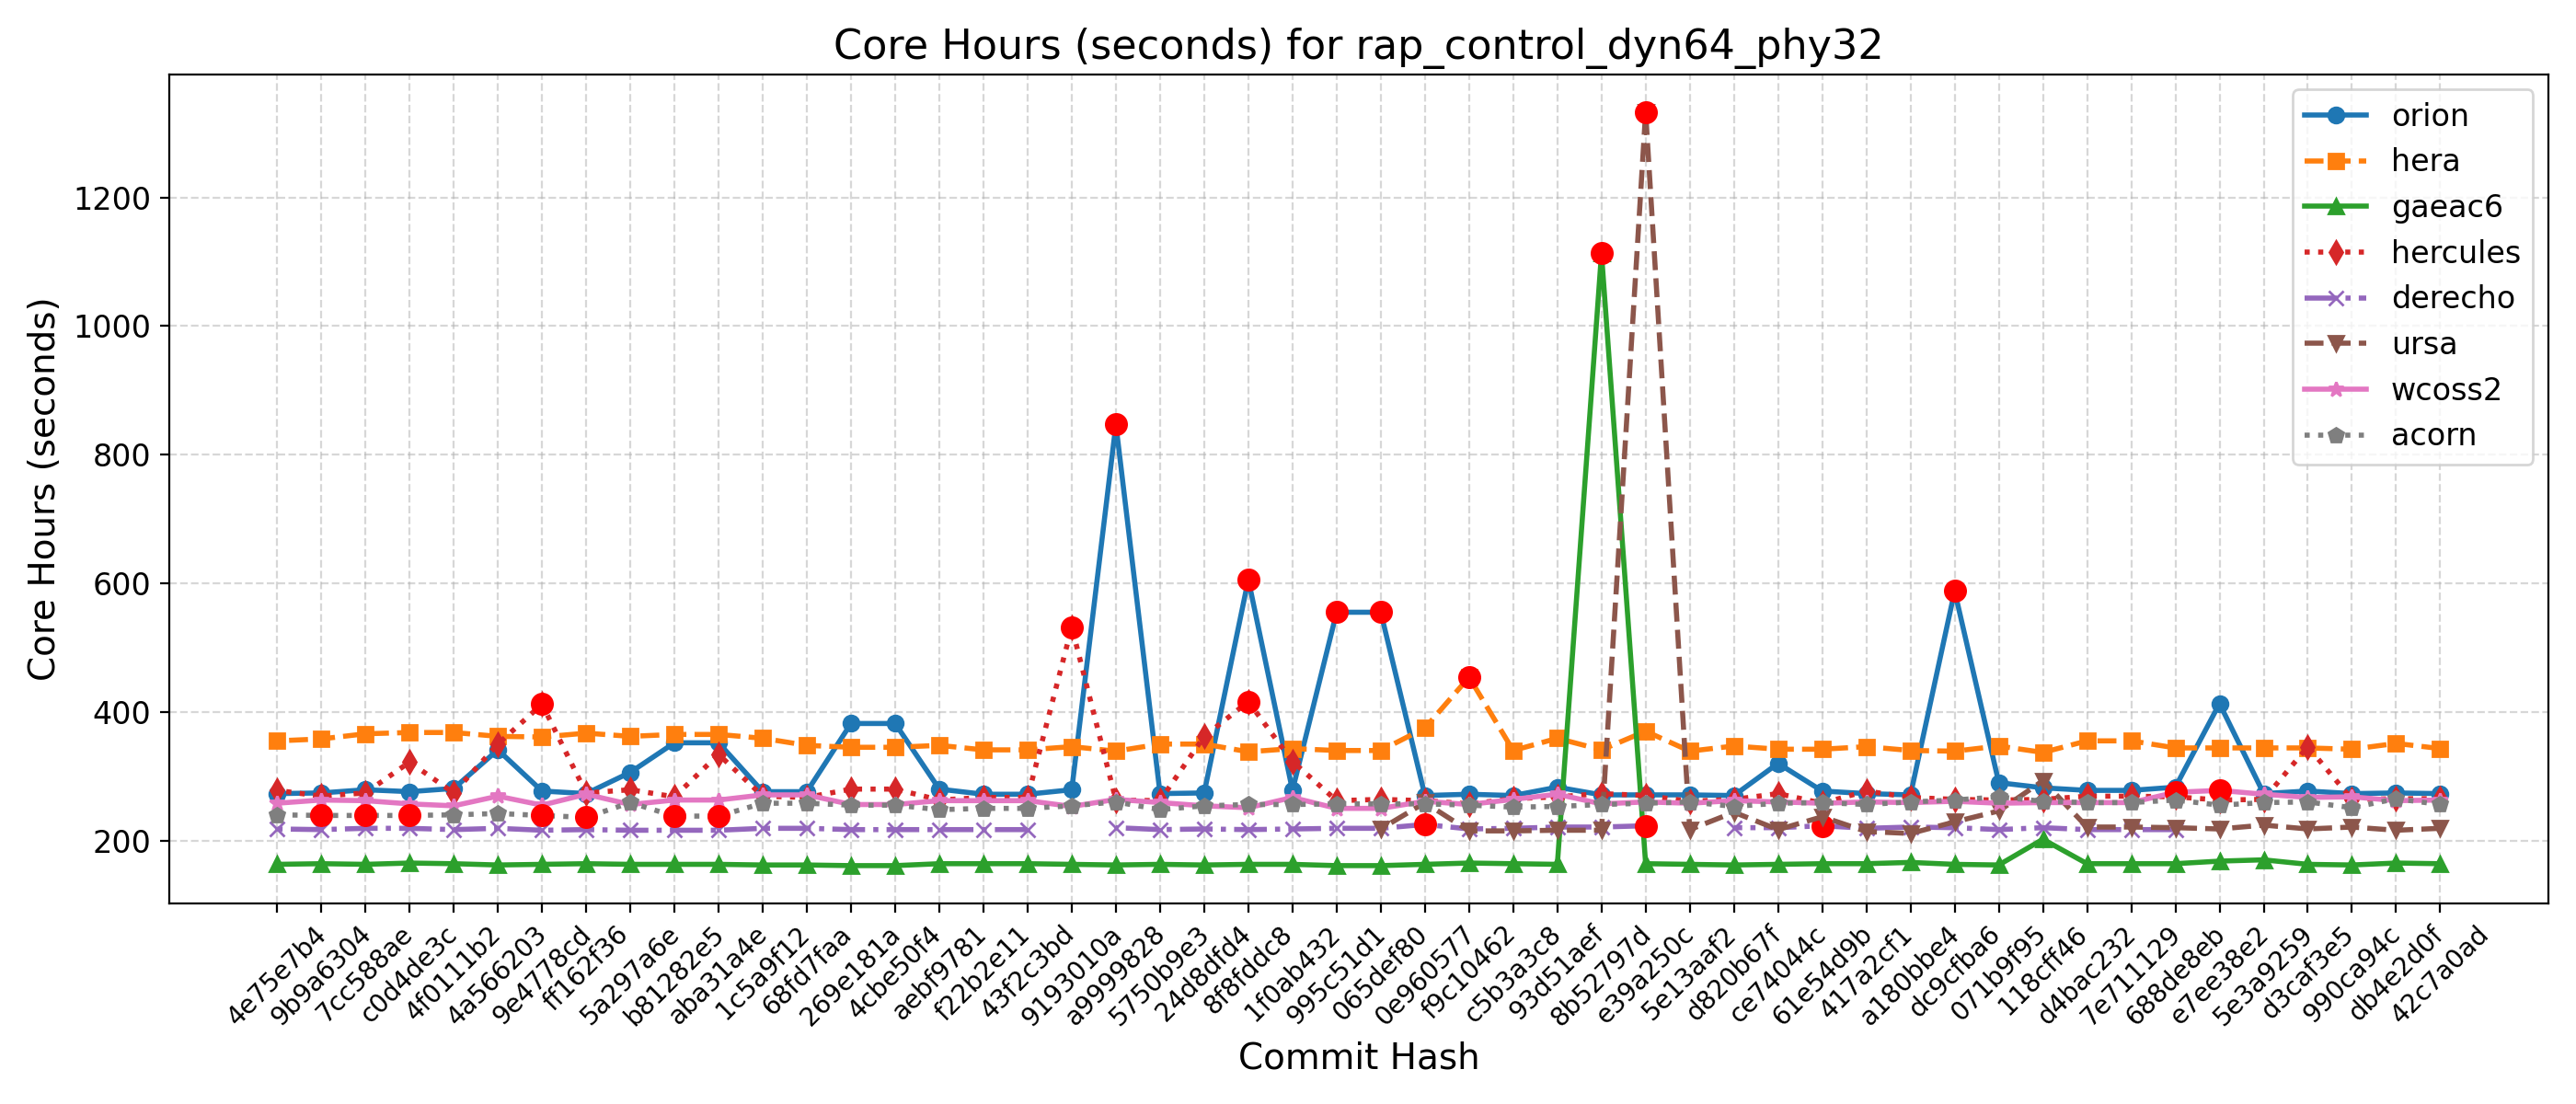 Core Hours (seconds) for rap_control_dyn64_phy32
orion
hera
gaeac6
hercules
derecho
ursa
wcoss2
acorn
Core Hours (seconds)
1200
1000
800
600
400
200
4e75e7b4
9b9a6304
7cc588ae
c0d4de3c
4f0111b2
4a566203
9e4778cd
ff162f36
5a297a6e
b81282e5
aba31a4e
1c5a9f12
68fd7faa
269e181a
4cbe50f4
aebf9781
f22b2e11
43f2c3bd
9193010a
a9999828
5750b9e3
24d8dfd4
8f8fddc8
1f0ab432
995c51d1
065def80
0e960577
f9c10462
c5b3a3c8
93d51aef
8b52797d
e39a250c
5e13aaf2
d820b67f
ce74044c
61e54d9b
417a2cf1
a180bbe4
dc9cfba6
071b9f95
118cff46
d4bac232
7e711129
688de8eb
e7ee38e2
5e3a9259
d3caf3e5
990ca94c
db4e2d0f
42c7a0ad
Commit Hash